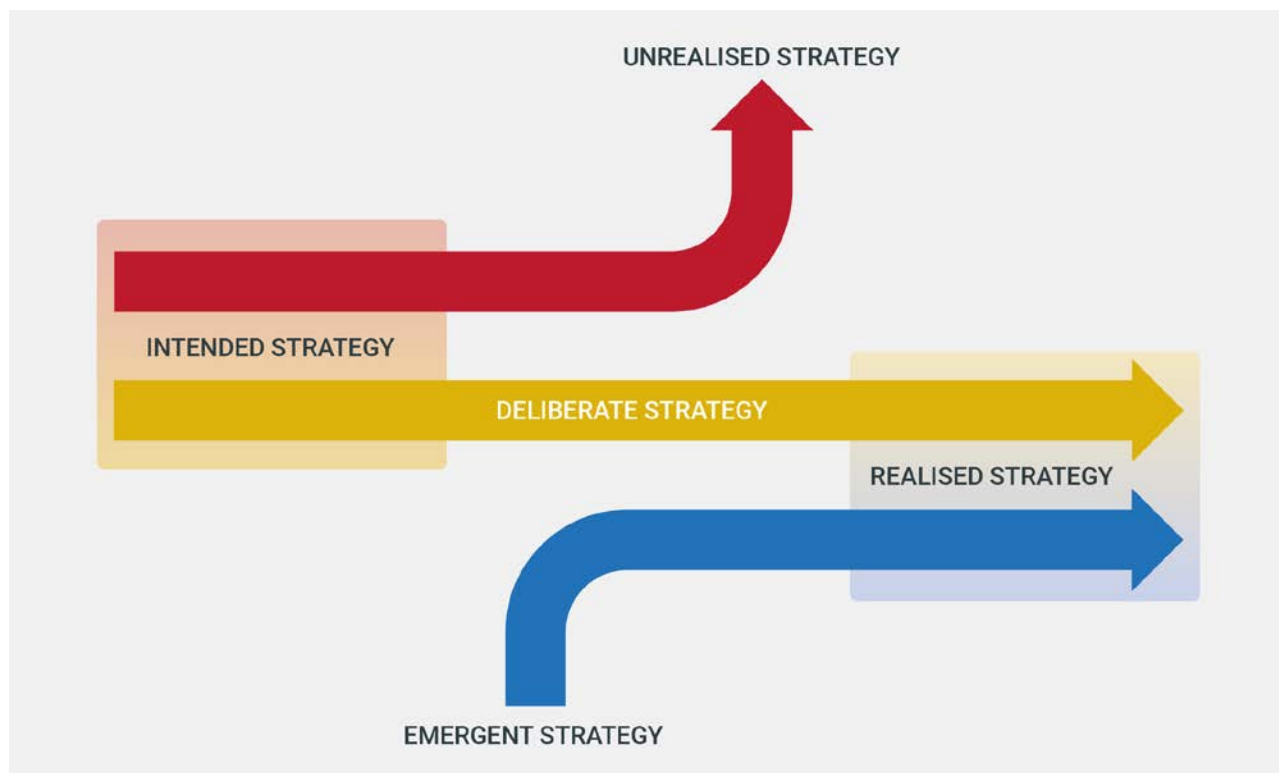 UNREALISED STRATEGY
INTENDED STRATEGY
DELIBERATE STRATEGY
REALISED STRATEGY
EMERGENT STRATEGY